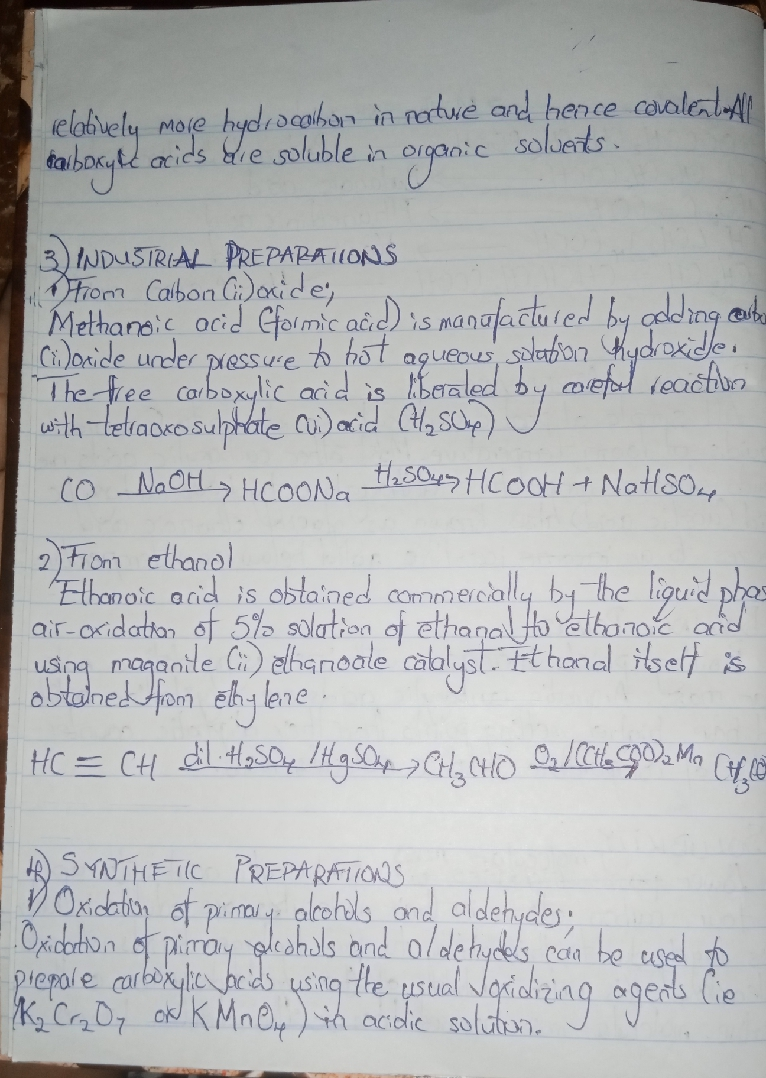 relatively more hydrocarbon in nature and hence covalent. All
carboxylic acids are soluble in organic solvents.
3) INDUSTRIAL PREPARATIONS
1) From Carbon (ii) oxide;
Methanoic acid (formic acid) is manufactured by adding carbo
(ii) oxide under pressure to hot aqueous solution hydroxide.
The free carboxylic acid is liberated by careful reaction
with tetraoxosulphate (vi) acid (H₂SO₄)
CO —NaOH→ HCOONa —H₂SO₄→ HCOOH + NaHSO₄
2) From ethanol
Ethanoic acid is obtained commercially by the liquid phas
air-oxidation of 5% solution of ethanal to ethanoic acid
using maganite (ii) ethanoate catalyst. Ethanal itself is
obtained from ethylene.
HC ≡ CH —dil. H₂SO₄ / HgSO₄→ CH₃CHO —O₂/(CH₃COO)₂Mn→ CH₃CO
4) SYNTHETIC PREPARATIONS
1) Oxidation of primary alcohols and aldehydes;
Oxidation of primary alcohols and aldehydes can be used to
prepare carboxylic acids using the usual oxidizing agents (ie
K₂Cr₂O₇ or KMnO₄) in acidic solution.